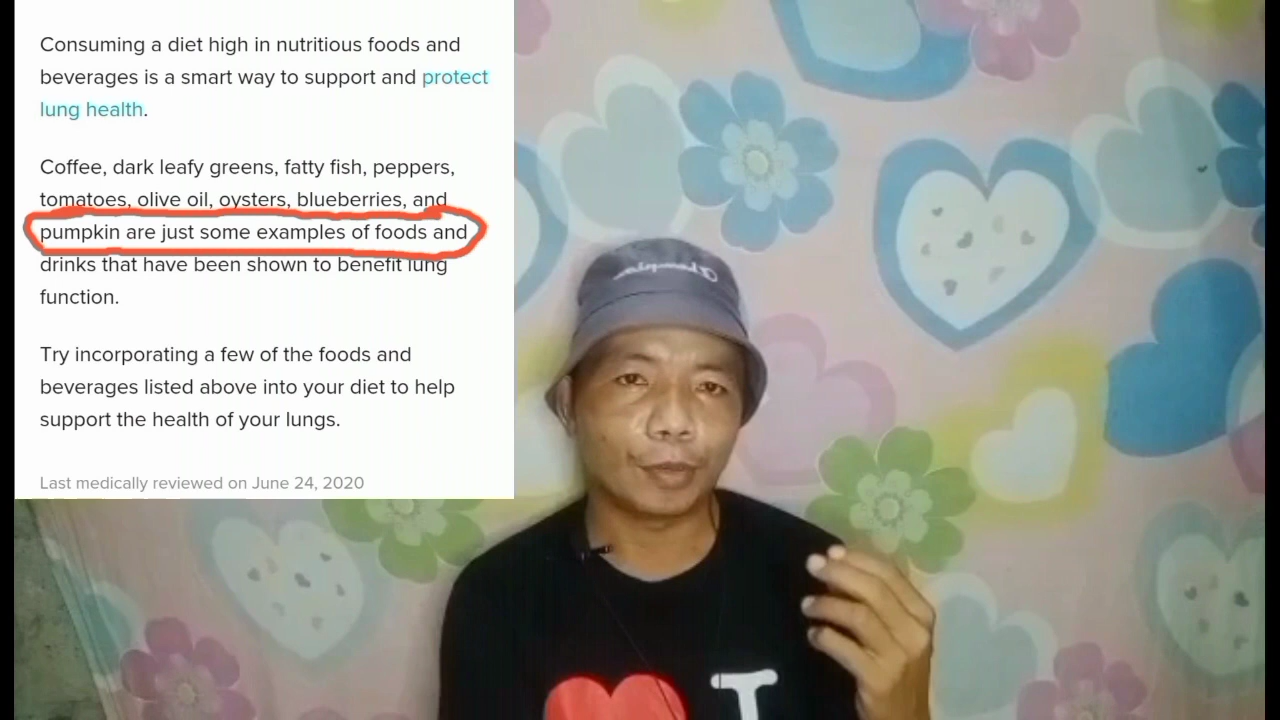 Consuming a diet high in nutritious foods and
beverages is a smart way to support and protect
lung health.
Coffee, dark leafy greens, fatty fish, peppers,
tomatoes, olive oil, oysters, blueberries, and
pumpkin are just some examples of foods and
drinks that have been shown to benefit lung
function.
Try incorporating a few of the foods and
beverages listed above into your diet to help
support the health of your lungs.
Last medically reviewed on June 24, 2020
I